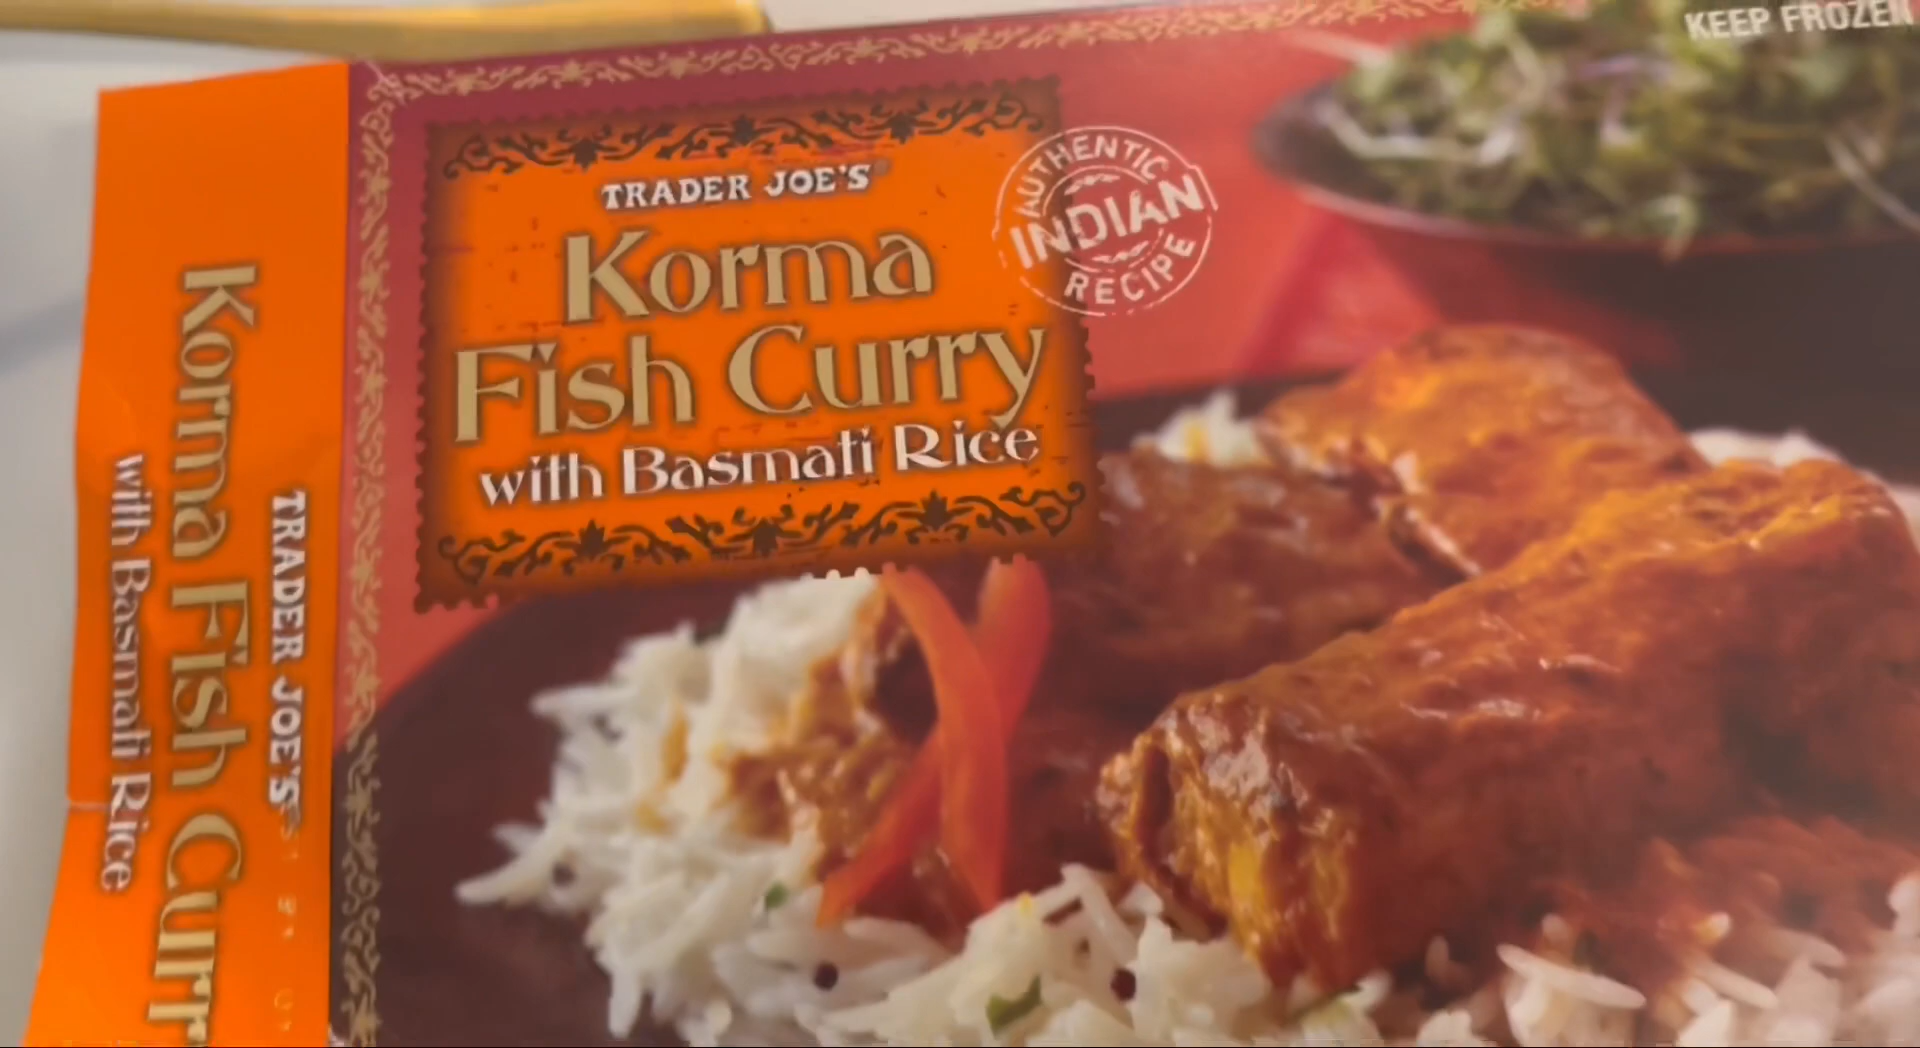 KEEP FROZEN
TRADER JOE'S
Korma
Fish Curry
with Basmati Rice
AUTHENTIC
INDIAN
RECIPE
TRADER JOE'S
Korma Fish Curr
with Basmati Rice